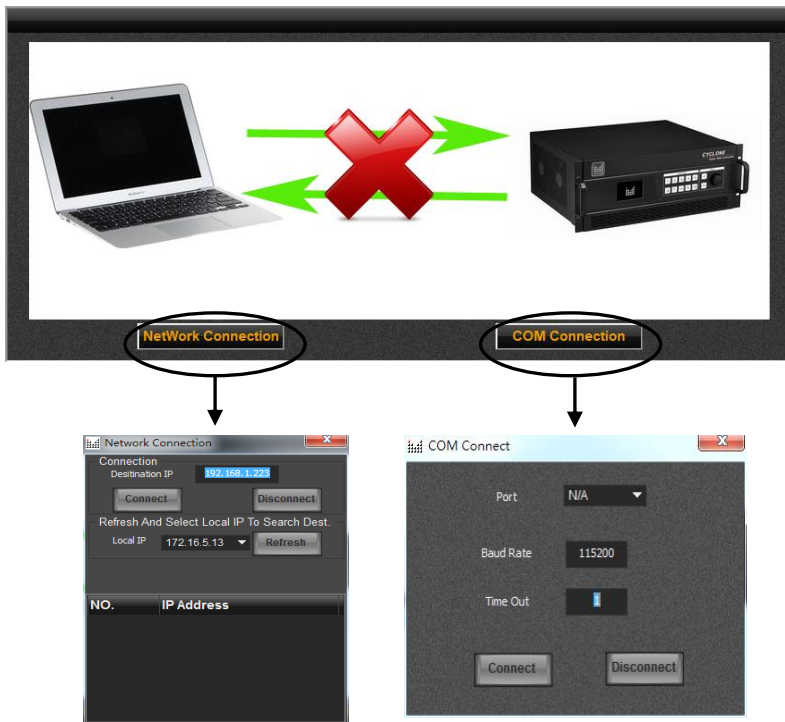 CYCLONE
NetWork Connection
COM Connection
Network Connection
Connection
Desitination IP 192.168.1.223
Connect Disconnect
Refresh And Select Local IP To Search Dest.
Local IP 172.16.5.13 Refresh
NO. IP Address
COM Connect
Port N/A
Baud Rate 115200
Time Out 1
Connect Disconnect